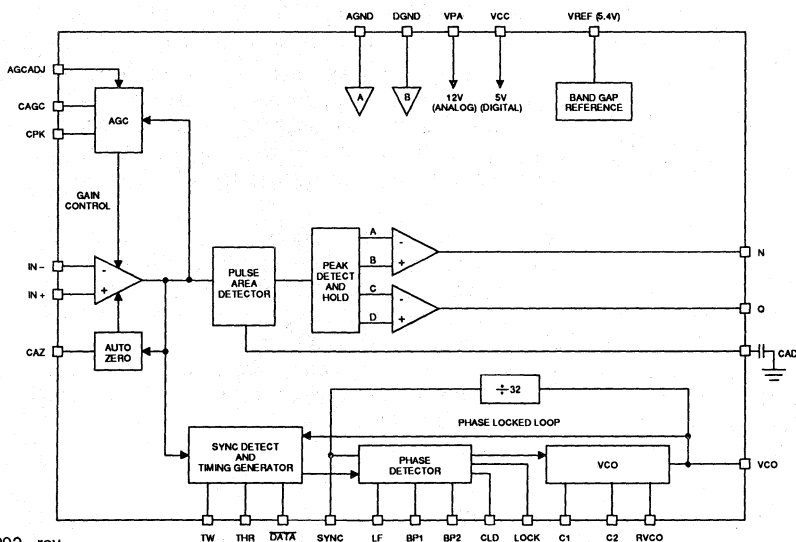 AGND DGND VPA VCC VREF (5.4V)
AGCADJ
CAGC
CPK
AGC
A
B
12V
(ANALOG)
5V
(DIGITAL)
BAND GAP
REFERENCE
GAIN
CONTROL
IN –
IN +
-
+
CAZ
AUTO
ZERO
PULSE
AREA
DETECTOR
PEAK
DETECT
AND
HOLD
A
B
C
D
-
+
-
+
N
Q
CAD
÷32
PHASE LOCKED LOOP
SYNC DETECT
AND
TIMING GENERATOR
PHASE
DETECTOR
VCO
VCO
TW THR DATA SYNC LF BP1 BP2 CLD LOCK C1 C2 RVCO